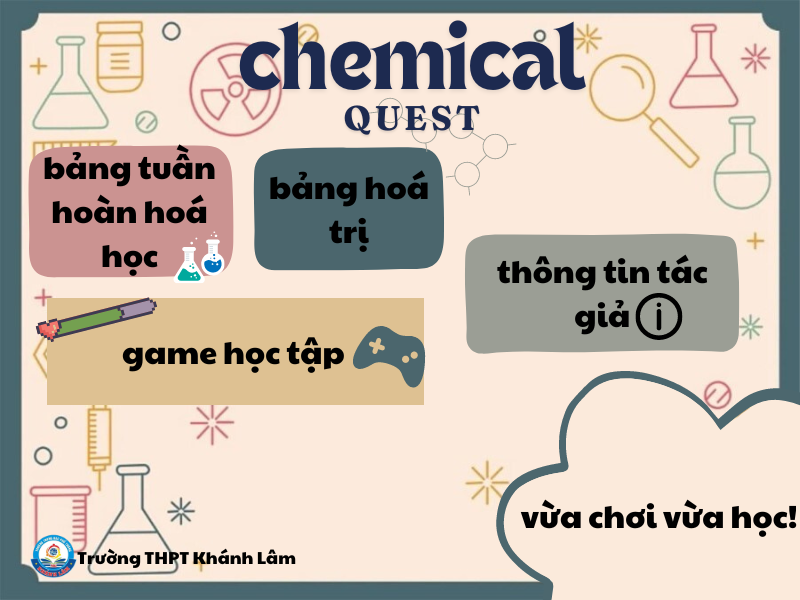 chemical
QUEST
bảng tuần
hoàn hoá
học
bảng hoá
trị
thông tin tác
giả
game học tập
vừa chơi vừa học!
Trường THPT Khánh Lâm